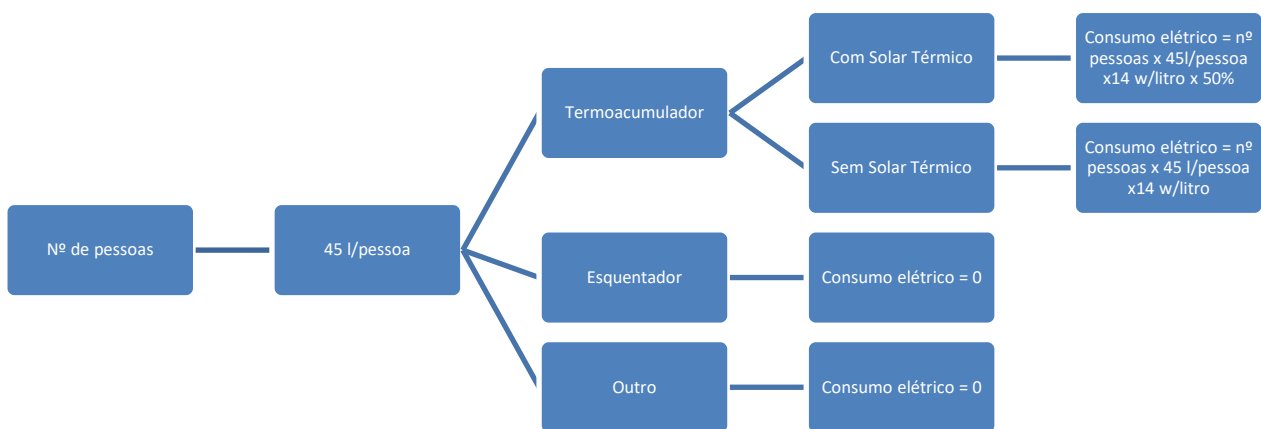 Nº de pessoas
45 l/pessoa
Termoacumulador
Com Solar Térmico
Consumo elétrico = nº
pessoas x 45l/pessoa
x14 w/litro x 50%
Sem Solar Térmico
Consumo elétrico = nº
pessoas x 45 l/pessoa
x14 w/litro
Esquentador
Consumo elétrico = 0
Outro
Consumo elétrico = 0